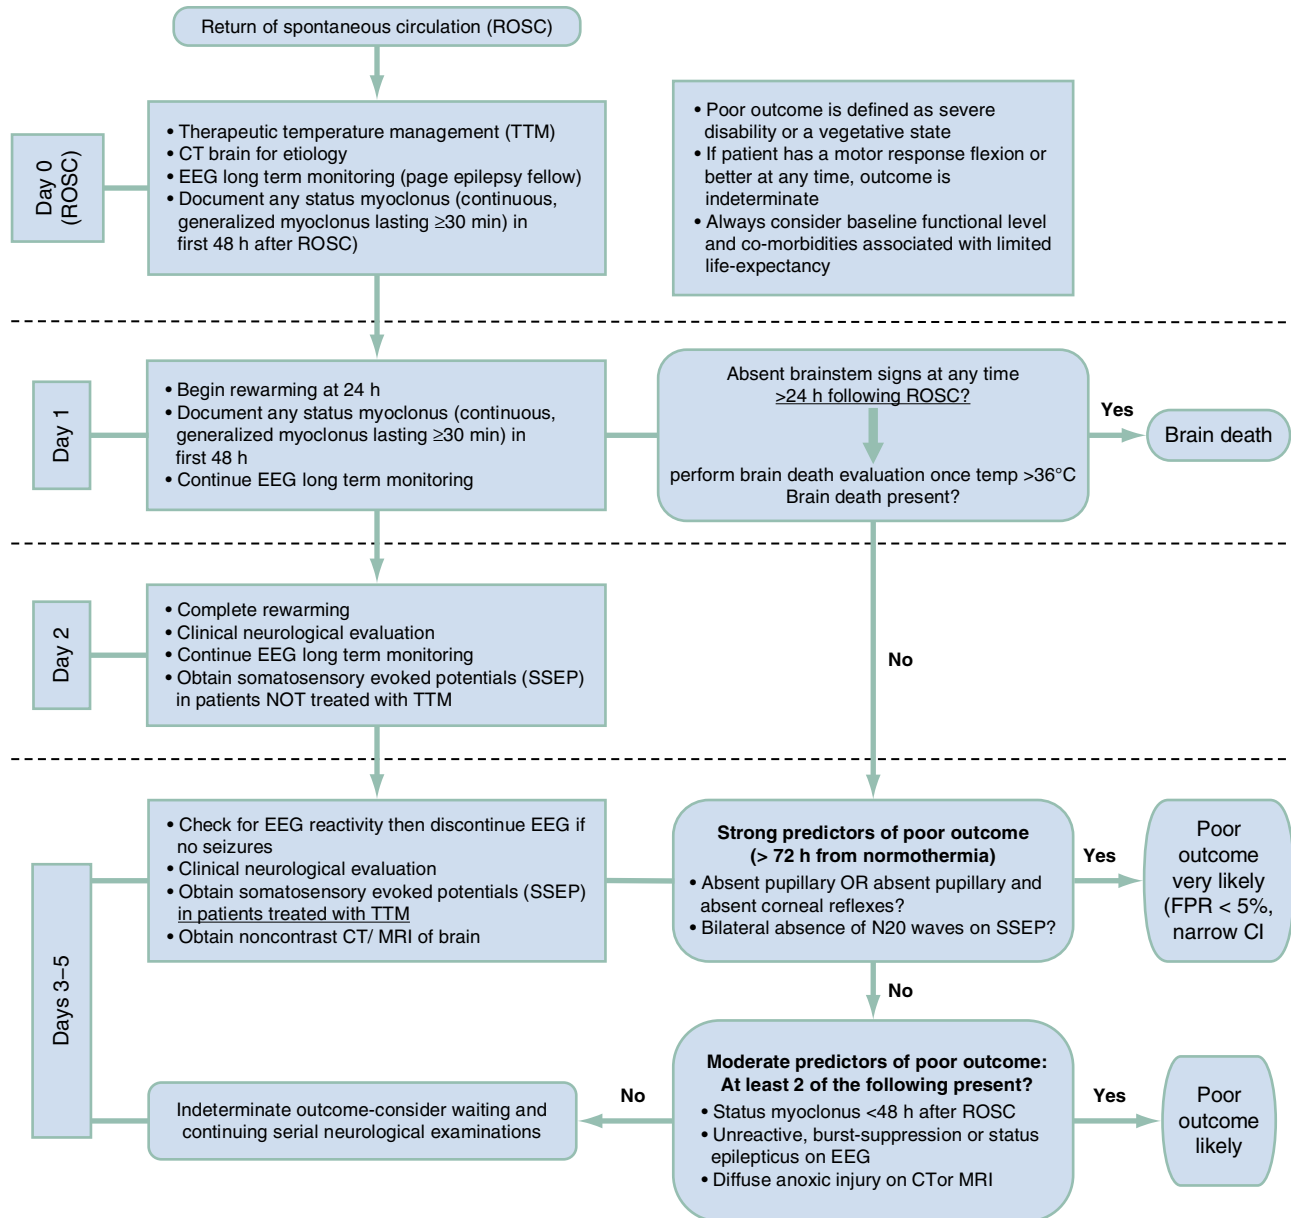 Return of spontaneous circulation (ROSC)
Day 0
(ROSC)
• Therapeutic temperature management (TTM)
• CT brain for etiology
• EEG long term monitoring (page epilepsy fellow)
• Document any status myoclonus (continuous,
generalized myoclonus lasting ≥30 min) in
first 48 h after ROSC)
• Poor outcome is defined as severe
disability or a vegetative state
• If patient has a motor response flexion or
better at any time, outcome is
indeterminate
• Always consider baseline functional level
and co-morbidities associated with limited
life-expectancy
Day 1
• Begin rewarming at 24 h
• Document any status myoclonus (continuous,
generalized myoclonus lasting ≥30 min) in
first 48 h
• Continue EEG long term monitoring
Absent brainstem signs at any time
>24 h following ROSC?
perform brain death evaluation once temp >36°C
Brain death present?
Yes
Brain death
Day 2
• Complete rewarming
• Clinical neurological evaluation
• Continue EEG long term monitoring
• Obtain somatosensory evoked potentials (SSEP)
in patients NOT treated with TTM
No
Days 3–5
• Check for EEG reactivity then discontinue EEG if
no seizures
• Clinical neurological evaluation
• Obtain somatosensory evoked potentials (SSEP)
in patients treated with TTM
• Obtain noncontrast CT/ MRI of brain
Strong predictors of poor outcome
(> 72 h from normothermia)
• Absent pupillary OR absent pupillary and
absent corneal reflexes?
• Bilateral absence of N20 waves on SSEP?
Yes
Poor
outcome
very likely
(FPR < 5%,
narrow CI
No
Moderate predictors of poor outcome:
At least 2 of the following present?
• Status myoclonus <48 h after ROSC
• Unreactive, burst-suppression or status
epilepticus on EEG
• Diffuse anoxic injury on CTor MRI
Yes
Poor
outcome
likely
No
Indeterminate outcome-consider waiting and
continuing serial neurological examinations